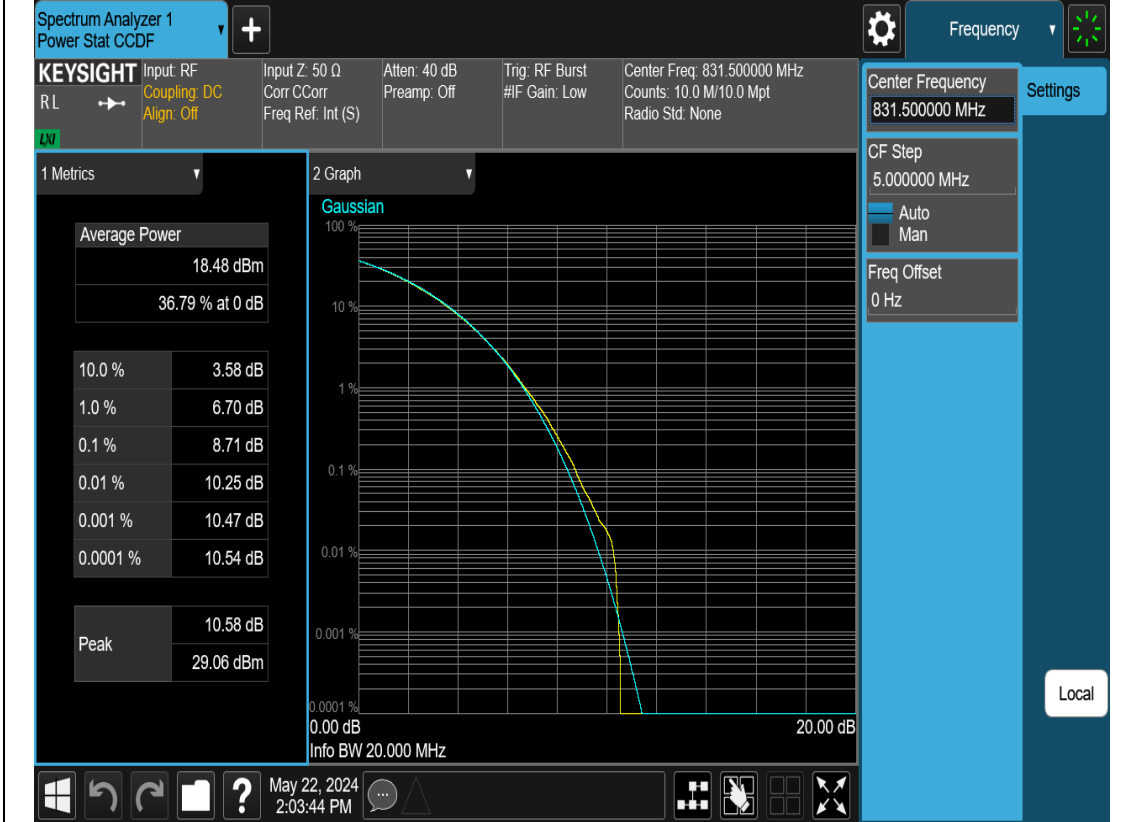 Spectrum Analyzer 1
Power Stat CCDF
+
Frequency
KEYSIGHT
RL
LXI
Input: RF
Coupling: DC
Align: Off
Input Z: 50 Ω
Corr CCorr
Freq Ref: Int (S)
Atten: 40 dB
Preamp: Off
Trig: RF Burst
#IF Gain: Low
Center Freq: 831.500000 MHz
Counts: 10.0 M/10.0 Mpt
Radio Std: None
Center Frequency
831.500000 MHz
Settings
CF Step
5.000000 MHz
Auto
Man
Freq Offset
0 Hz
Local
1 Metrics
Average Power
18.48 dBm
36.79 % at 0 dB
10.0 % 3.58 dB
1.0 % 6.70 dB
0.1 % 8.71 dB
0.01 % 10.25 dB
0.001 % 10.47 dB
0.0001 % 10.54 dB
Peak
10.58 dB
29.06 dBm
2 Graph
Gaussian
100 %
10 %
1 %
0.1 %
0.01 %
0.001 %
0.0001 %
0.00 dB 20.00 dB
Info BW 20.000 MHz
?
May 22, 2024
2:03:44 PM